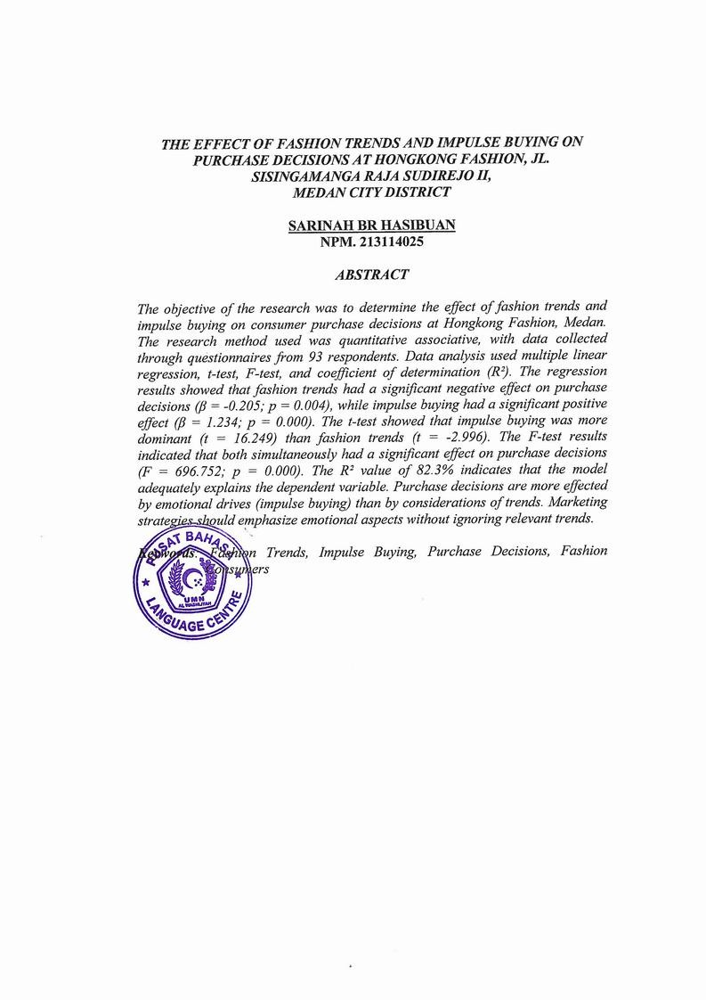 THE EFFECT OF FASHION TRENDS AND IMPULSE BUYING ON
PURCHASE DECISIONS AT HONGKONG FASHION, JL.
SISINGAMANGA RAJA SUDIREJO II,
MEDAN CITY DISTRICT
SARINAH BR HASIBUAN
NPM. 213114025
ABSTRACT
The objective of the research was to determine the effect of fashion trends and
impulse buying on consumer purchase decisions at Hongkong Fashion, Medan.
The research method used was quantitative associative, with data collected
through questionnaires from 93 respondents. Data analysis used multiple linear
regression, t-test, F-test, and coefficient of determination (R²). The regression
results showed that fashion trends had a significant negative effect on purchase
decisions (β = -0.205; p = 0.004), while impulse buying had a significant positive
effect (β = 1.234; p = 0.000). The t-test showed that impulse buying was more
dominant (t = 16.249) than fashion trends (t = -2.996). The F-test results
indicated that both simultaneously had a significant effect on purchase decisions
(F = 696.752; p = 0.000). The R² value of 82.3% indicates that the model
adequately explains the dependent variable. Purchase decisions are more effected
by emotional drives (impulse buying) than by considerations of trends. Marketing
strategies should emphasize emotional aspects without ignoring relevant trends.
Keywords: Fashion Trends, Impulse Buying, Purchase Decisions, Fashion
Consumers
PUSAT BAHASA
UMN
AL WASHLIYAH
LANGUAGE CENTRE